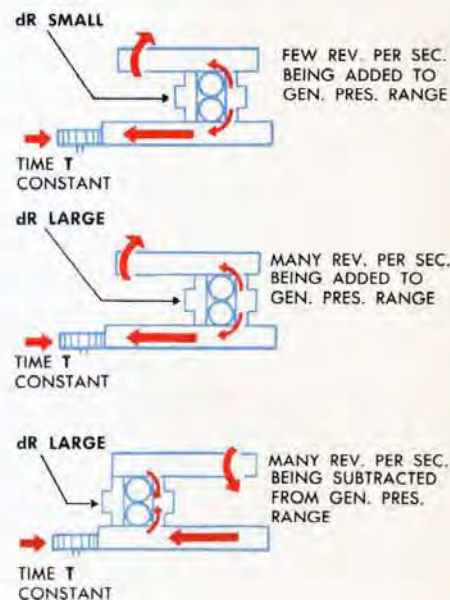 dR SMALL
FEW REV. PER SEC.
BEING ADDED TO
GEN. PRES. RANGE
TIME T
CONSTANT
dR LARGE
MANY REV. PER SEC.
BEING ADDED TO
GEN. PRES. RANGE
TIME T
CONSTANT
dR LARGE
MANY REV. PER SEC.
BEING SUBTRACTED
FROM GEN. PRES.
RANGE
TIME T
CONSTANT